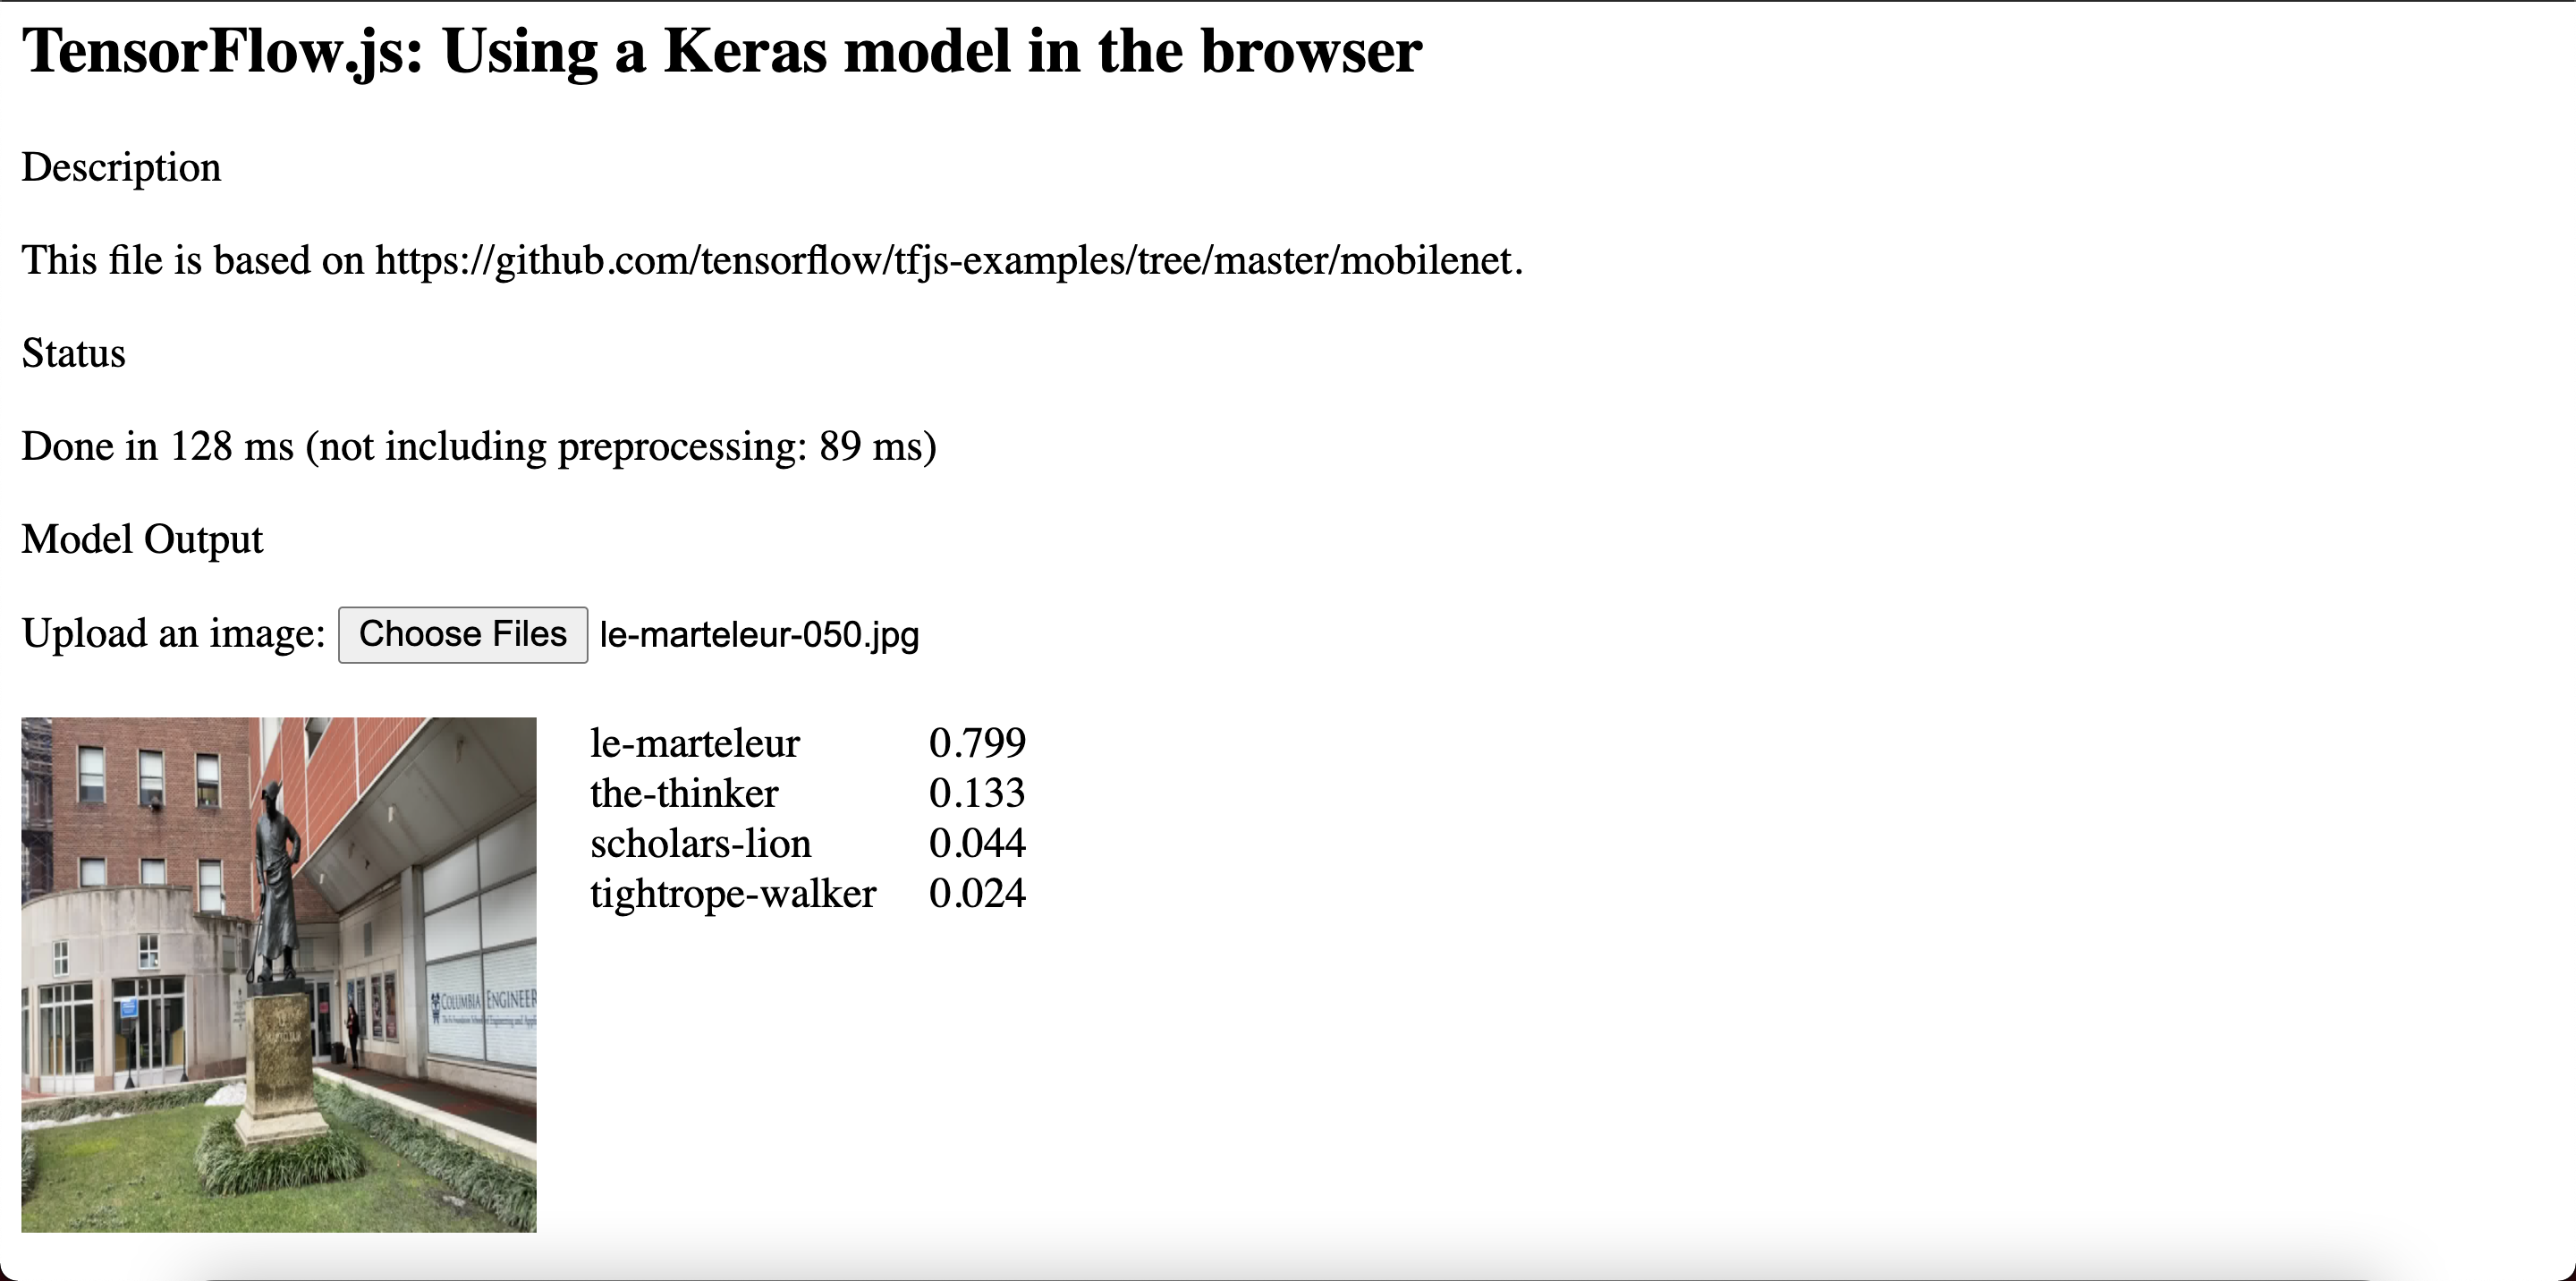 TensorFlow.js: Using a Keras model in the browser
Description
This file is based on https://github.com/tensorflow/tfjs-examples/tree/master/mobilenet.
Status
Done in 128 ms (not including preprocessing: 89 ms)
Model Output
Upload an image: Choose Files le-marteleur-050.jpg
le-marteleur 0.799
the-thinker 0.133
scholars-lion 0.044
tightrope-walker 0.024
COLUMBIA ENGINEER